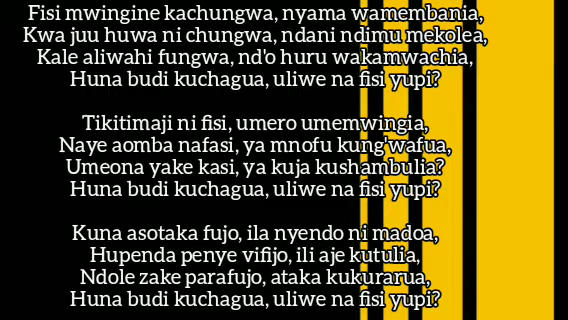 Fisi mwingine kachungwa, nyama wamembania,
Kwa juu huwa ni chungwa, ndani ndimu mekolea,
Kale aliwahi fungwa, nd'o huru wakamwachia,
Huna budi kuchagua, uliwe na fisi yupi?
Tikitimaji ni fisi, umero umemwingia,
Naye aomba nafasi, ya mnofu kung'wafua,
Umeona yake kasi, ya kuja kushambulia?
Huna budi kuchagua, uliwe na fisi yupi?
Kuna asotaka fujo, ila nyendo ni madoa,
Hupenda penye vifijo, ili aje kutulia,
Ndole zake parafujo, ataka kukurarua,
Huna budi kuchagua, uliwe na fisi yupi?